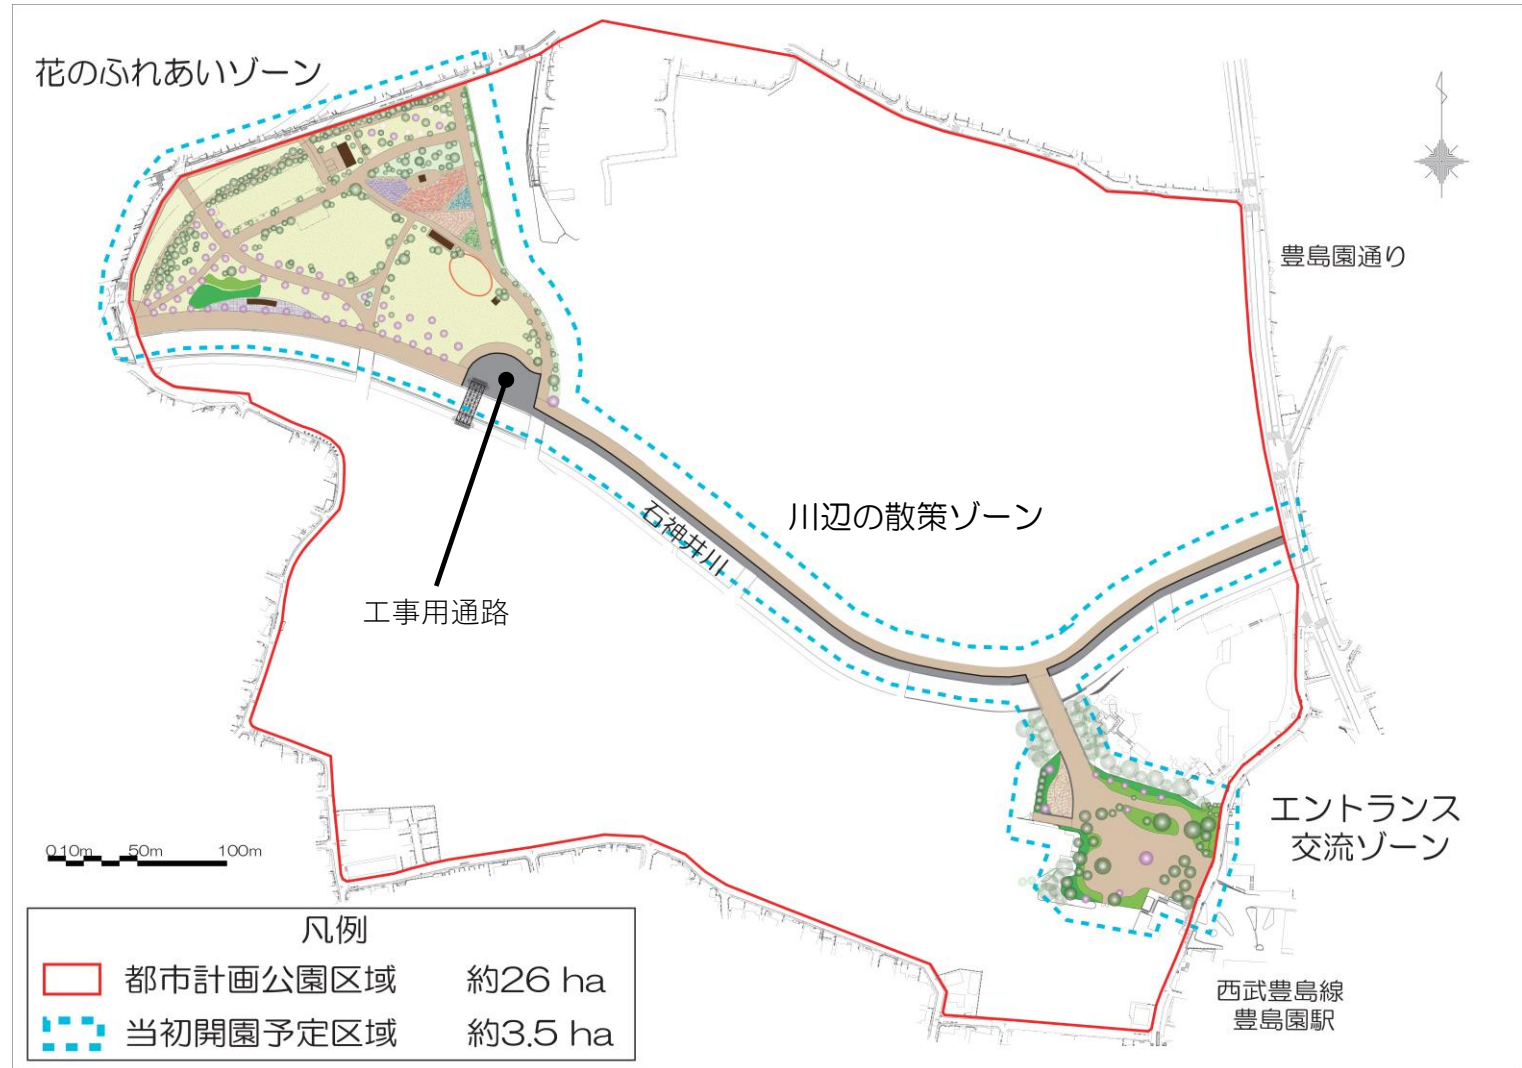 花のふれあいゾーン
豊島園通り
川辺の散策ゾーン
石神井川
工事用通路
エントランス
交流ゾーン
0 10m 50m 100m
凡例
都市計画公園区域 約26 ha
当初開園予定区域 約3.5 ha
西武豊島線
豊島園駅